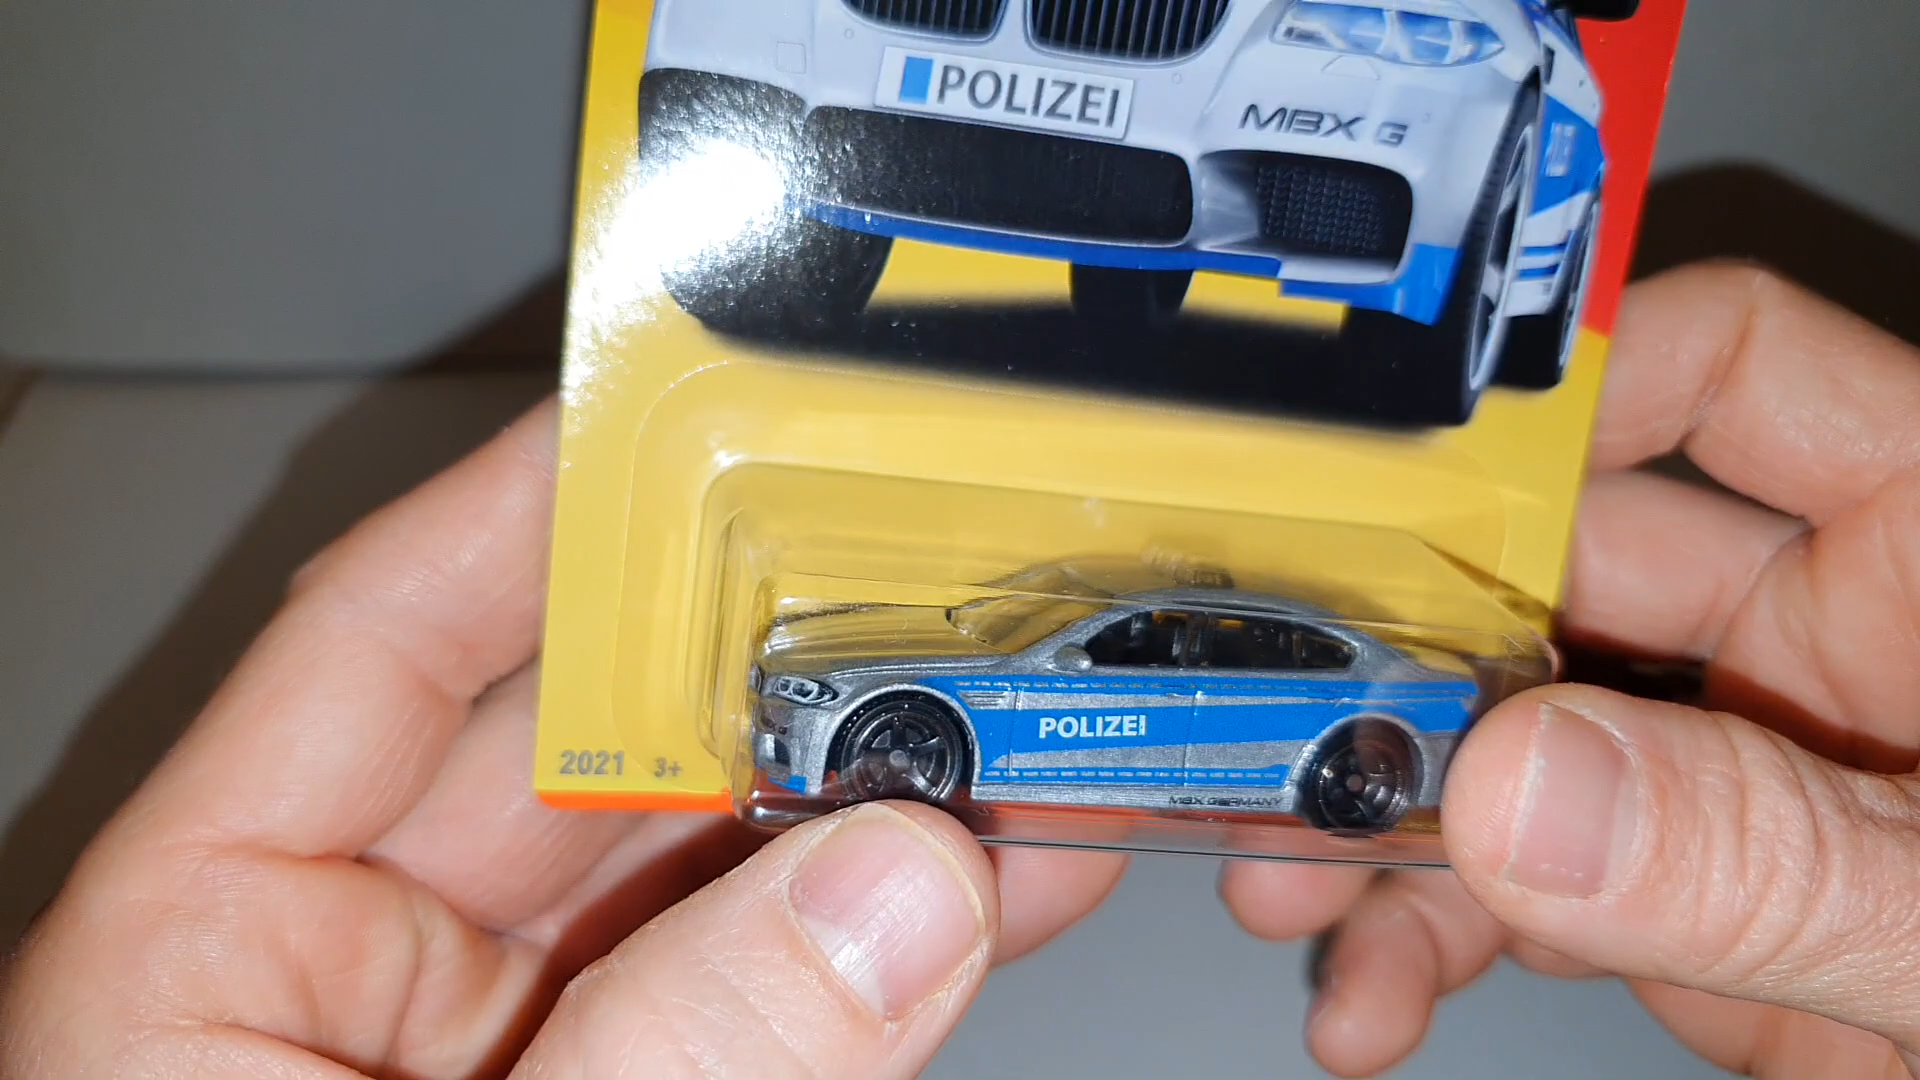 POLIZEI
MBX G
POLIZEI
MBX GERMANY
2021 3+